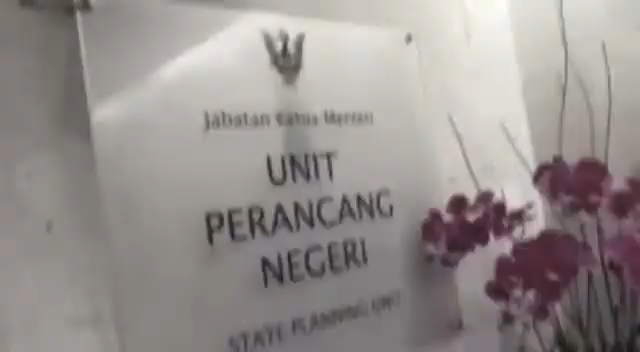 Jabatan Ketua Menteri
UNIT
PERANCANG
NEGERI
STATE PLANNING UNIT